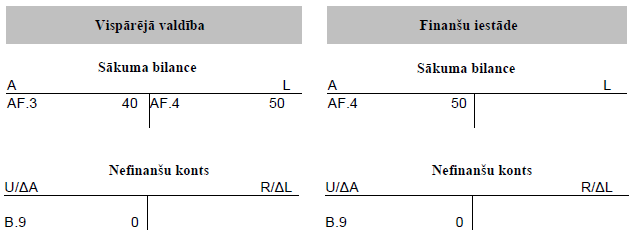 Vispārējā valdība
Sākuma bilance
A L
AF.3 40 AF.4 50
Nefinanšu konts
U/ΔA R/ΔL
B.9 0
Finanšu iestāde
Sākuma bilance
A L
AF.4 50
Nefinanšu konts
U/ΔA R/ΔL
B.9 0